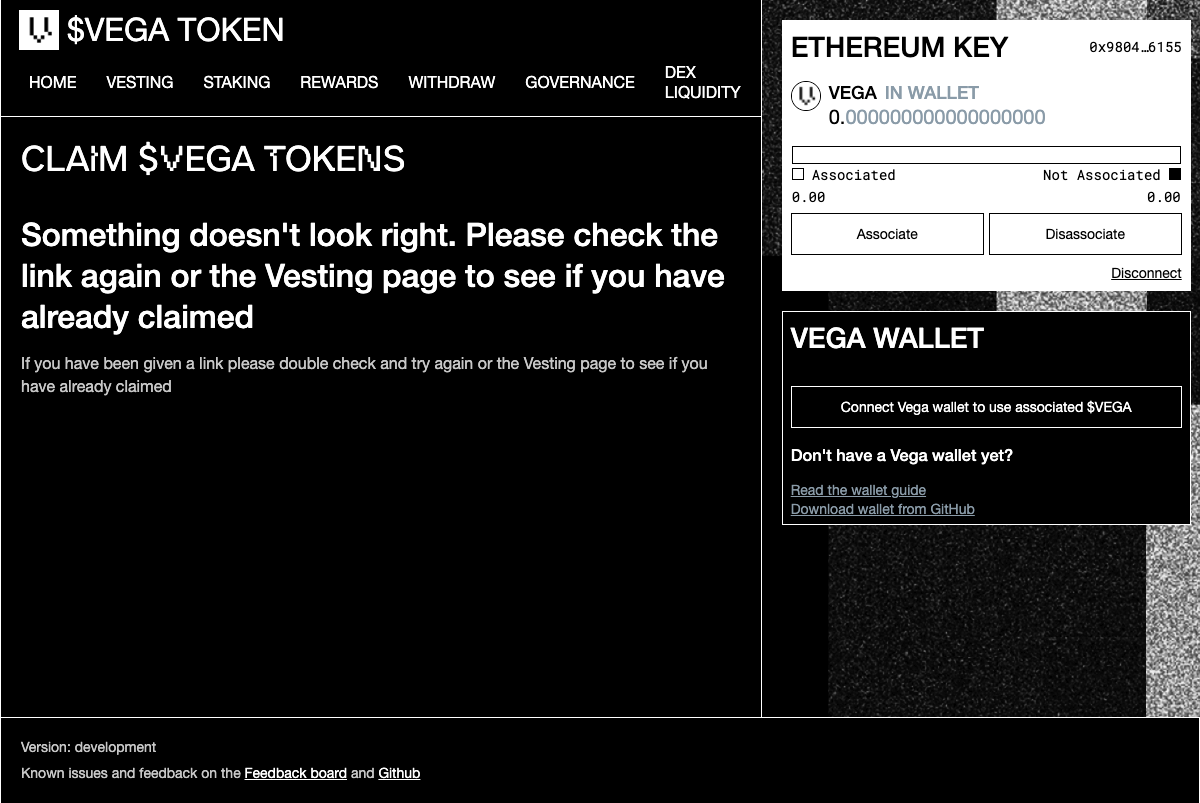 $VEGA TOKEN
HOME VESTING STAKING REWARDS WITHDRAW GOVERNANCE DEX
LIQUIDITY
CLAIM $VEGA TOKENS
Something doesn't look right. Please check the
link again or the Vesting page to see if you have
already claimed
If you have been given a link please double check and try again or the Vesting page to see if you
have already claimed
ETHEREUM KEY 0x9804…6155
VEGA IN WALLET
0.000000000000000000
Associated Not Associated
0.00 0.00
Associate Disassociate
Disconnect
VEGA WALLET
Connect Vega wallet to use associated $VEGA
Don't have a Vega wallet yet?
Read the wallet guide
Download wallet from GitHub
Version: development
Known issues and feedback on the Feedback board and Github